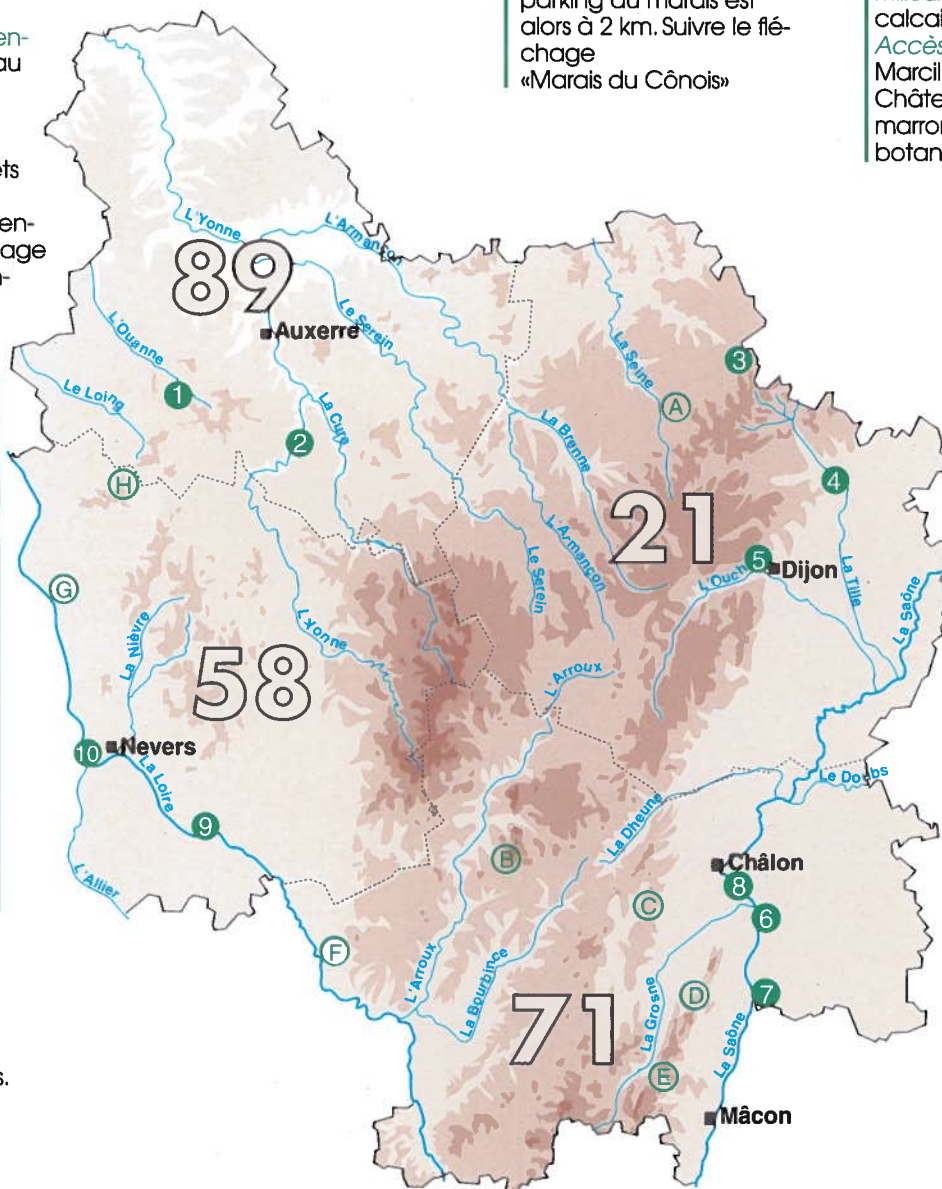 en-
au
ets
en-
age
n-
s.
parking du marais est
alors à 2 km. Suivre le flé-
chage
«Marais du Cônois»
calcai
Accès
Marcil
Châte
marron
botan
L'Yonne
L'Armançon
89
Auxerre
Le Serein
L'Ouanne
Le Loing
La Cure
1
2
La Seine
3
A
La Brenne
4
H
21
L'Armançon
Le Serein
5
Dijon
L'Ouch
La Tille
La Saône
G
La Nièvre
L'Yonne
58
L'Arroux
10
Nevers
La Loire
9
L'Allier
Le Doubs
La Dheune
B
Châlon
8
C
6
F
L'Arroux
La Bourbince
71
La Grosne
D
7
La Saône
E
Mâcon